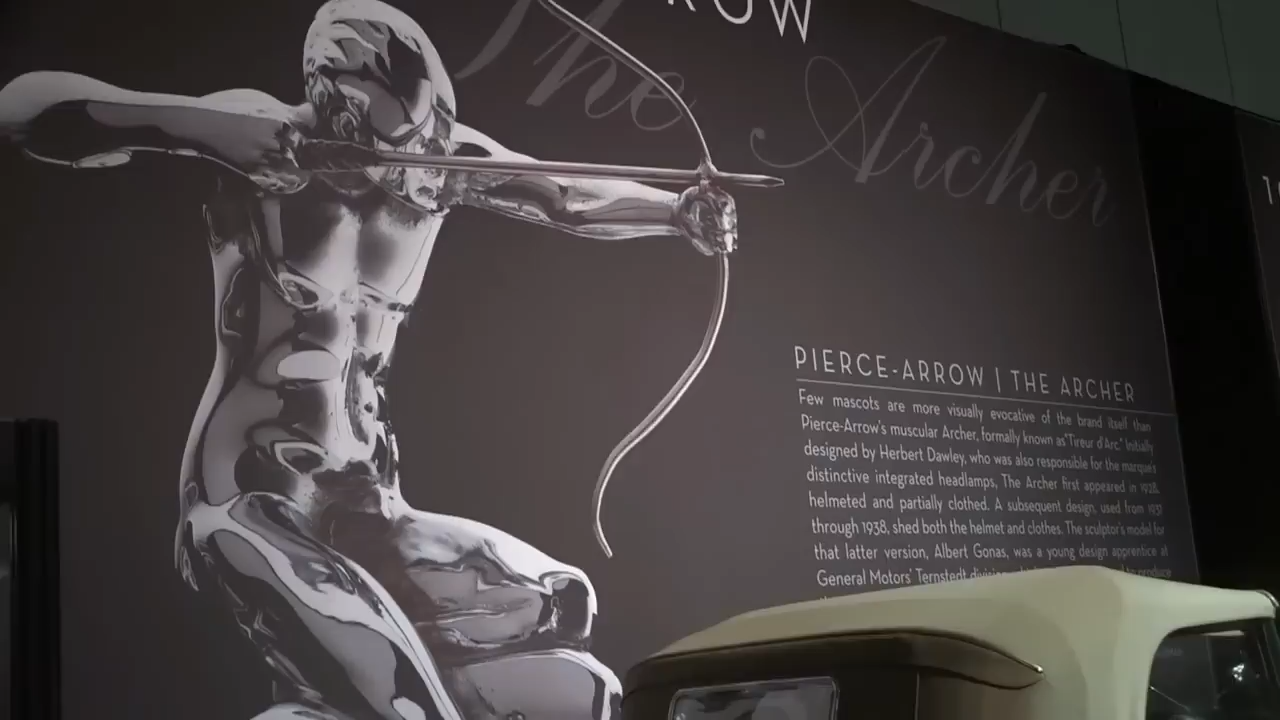 ROW
The Archer
PIERCE-ARROW | THE ARCHER
Few mascots are more visually evocative of the brand itself than
Pierce-Arrow's muscular Archer, formally known as "Tireur d'Arc." Initially
designed by Herbert Dawley, who was also responsible for the marque's
distinctive integrated headlamps, The Archer first appeared in 1928,
helmeted and partially clothed. A subsequent design, used from 1932
through 1938, shed both the helmet and clothes. The sculptor's model for
that latter version, Albert Gonas, was a young design apprentice at
General Motors' Ternstedt to produce